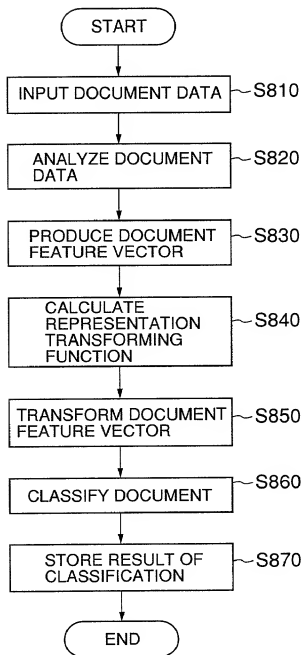 START
INPUT DOCUMENT DATA
S810
ANALYZE DOCUMENT
DATA
S820
PRODUCE DOCUMENT
FEATURE VECTOR
S830
CALCULATE
REPRESENTATION
TRANSFORMING
FUNCTION
S840
TRANSFORM DOCUMENT
FEATURE VECTOR
S850
CLASSIFY DOCUMENT
S860
STORE RESULT OF
CLASSIFICATION
S870
END